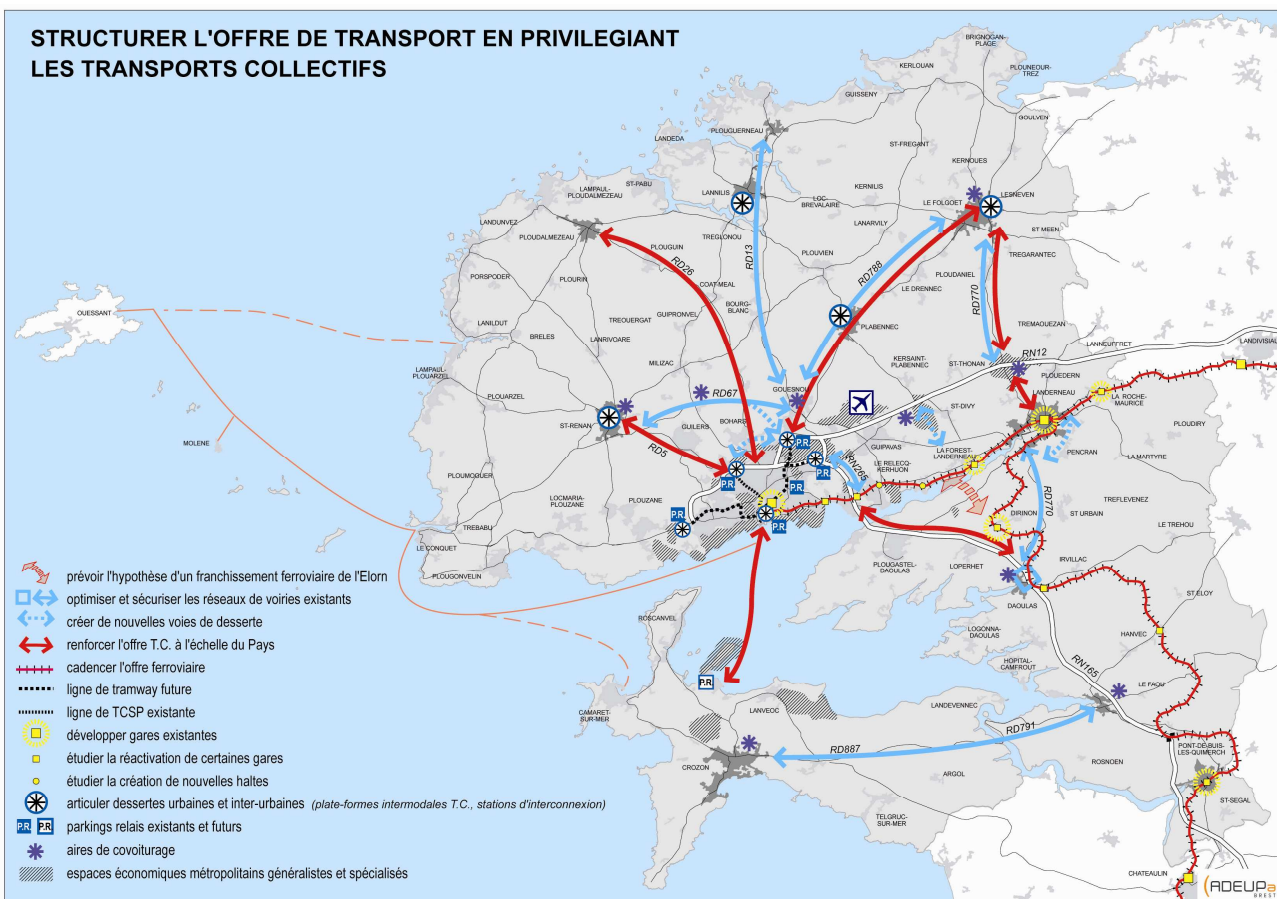 STRUCTURER L'OFFRE DE TRANSPORT EN PRIVILEGIANT
LES TRANSPORTS COLLECTIFS
BRIGNOGAN-
PLAGE
KERLOUAN
PLOUNEOUR-
TREZ
GUISSENY
GOULVEN
PLOUGUERNEAU
LANDEDA
ST-FREGANT
KERNOUES
ST-PABU
LAMPAUL-
PLOUDALMEZEAU
LANNILIS
KERNILIS
LOC-
BREVALAIRE
LE FOLGOET
LESNEVEN
LANDUNVEZ
PLOUDALMEZEAU
LANARVILY
ST MEEN
TREGLONOU
PLOUGUIN
PLOUVIEN
TREGARANTEC
RD26
RD13
RD788
PORSPODER
PLOURIN
COAT-MEAL
PLOUDANIEL
LE DRENNEC
RD770
BOURG-
BLANC
OUESSANT
LANILDUT
BRELES
TREOUERGAT
GUIPRONVEL
LANRIVOARE
PLABENNEC
TREMAOUEZAN
LANNEUFFRET
LANDIVISIAU
MILIZAC
KERSAINT-
PLABENNEC
ST-THONAN
RN12
PLOUEDERN
LAMPAUL-
PLOUARZEL
PLOUARZEL
RD67
GOUESNOU
LANDERNEAU
LA ROCHE-
MAURICE
ST-DIVY
ST-RENAN
GUILERS
BOHARS
PLOUDIRY
MOLENE
RD5
P.R.
GUIPAVAS
LA FOREST-
LANDERNEAU
PENCRAN
LA MARTYRE
PLOUMOGUER
RN265
LE RELECQ-
KERHUON
P.R.
P.R.
P.R.
LOCMARIA-
PLOUZANE
PLOUZANE
RD770
TREFLEVENEZ
P.R.
DIRINON
ST URBAIN
TREBABU
P.R.
LE TREHOU
LE CONQUET
PLOUGONVELIN
PLOUGASTEL-
DAOULAS
LOPERHET
IRVILLAC
DAOULAS
ST ELOY
ROSCANVEL
LOGONNA-
DAOULAS
HANVEC
HOPITAL-
CAMFROUT
RN165
P.R
LE FAOU
CAMARET-
SUR-MER
LANVEOC
LANDEVENNEC
RD791
RD887
PONT-DE-BUIS-
LES-QUIMERCH
CROZON
ARGOL
ROSNOEN
ST-SEGAL
TELGRUC-
SUR-MER
CHATEAULIN
prévoir l'hypothèse d'un franchissement ferroviaire de l'Elorn
optimiser et sécuriser les réseaux de voiries existants
créer de nouvelles voies de desserte
renforcer l'offre T.C. à l'échelle du Pays
cadencer l'offre ferroviaire
ligne de tramway future
ligne de TCSP existante
développer gares existantes
étudier la réactivation de certaines gares
étudier la création de nouvelles haltes
articuler dessertes urbaines et inter-urbaines (plate-formes intermodales T.C., stations d'interconnexion)
P.R. P.R parkings relais existants et futurs
aires de covoiturage
espaces économiques métropolitains généralistes et spécialisés
ADEUPa
BREST